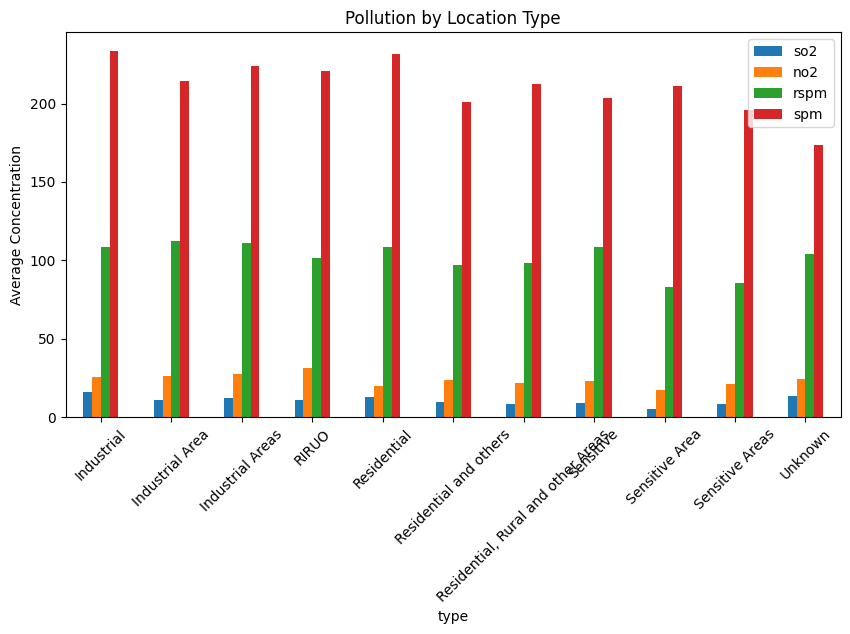 Pollution by Location Type
so2
no2
rspm
spm
Average Concentration
200
150
100
50
0
Industrial
Industrial Area
Industrial Areas
RIRUO
Residential
Residential and others
Residential, Rural and other Areas
Sensitive
Sensitive Area
Sensitive Areas
Unknown
type